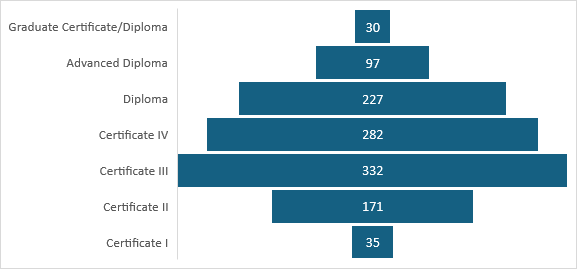 Graduate Certificate/Diploma 30
Advanced Diploma 97
Diploma 227
Certificate IV 282
Certificate III 332
Certificate II 171
Certificate I 35